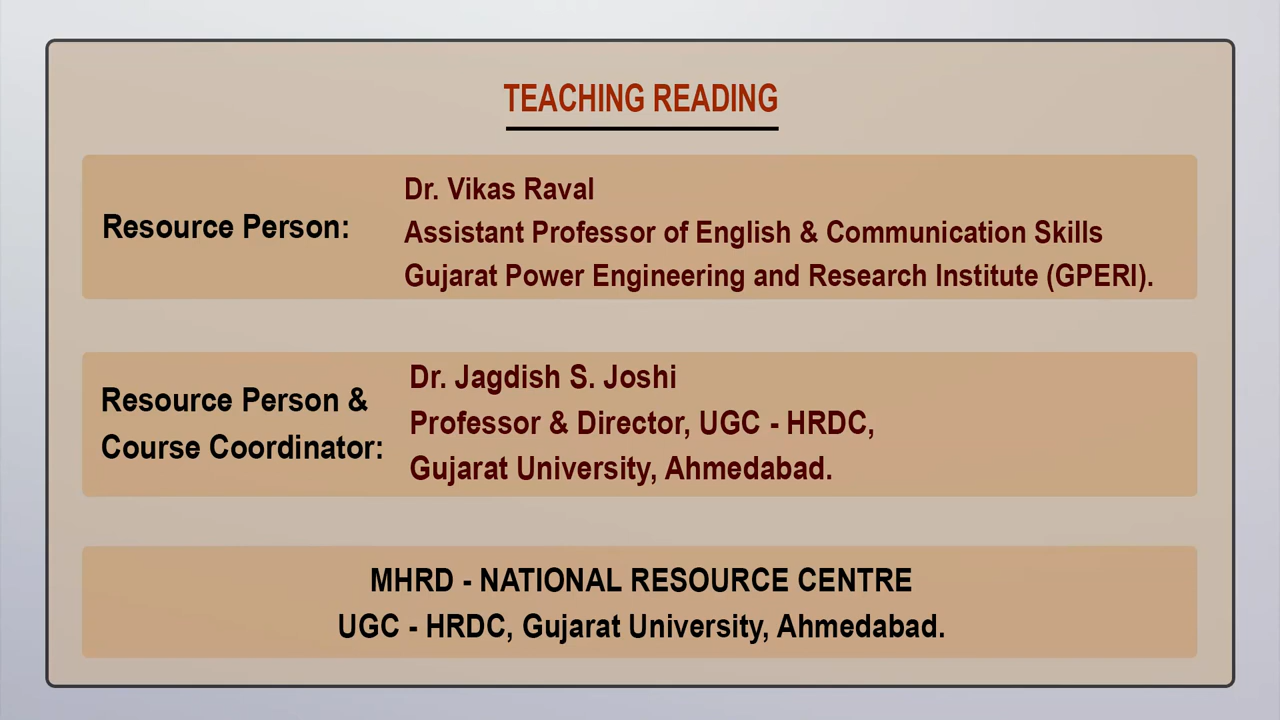 TEACHING READING
Resource Person:
Dr. Vikas Raval
Assistant Professor of English & Communication Skills
Gujarat Power Engineering and Research Institute (GPERI).
Resource Person &
Course Coordinator:
Dr. Jagdish S. Joshi
Professor & Director, UGC - HRDC,
Gujarat University, Ahmedabad.
MHRD - NATIONAL RESOURCE CENTRE
UGC - HRDC, Gujarat University, Ahmedabad.